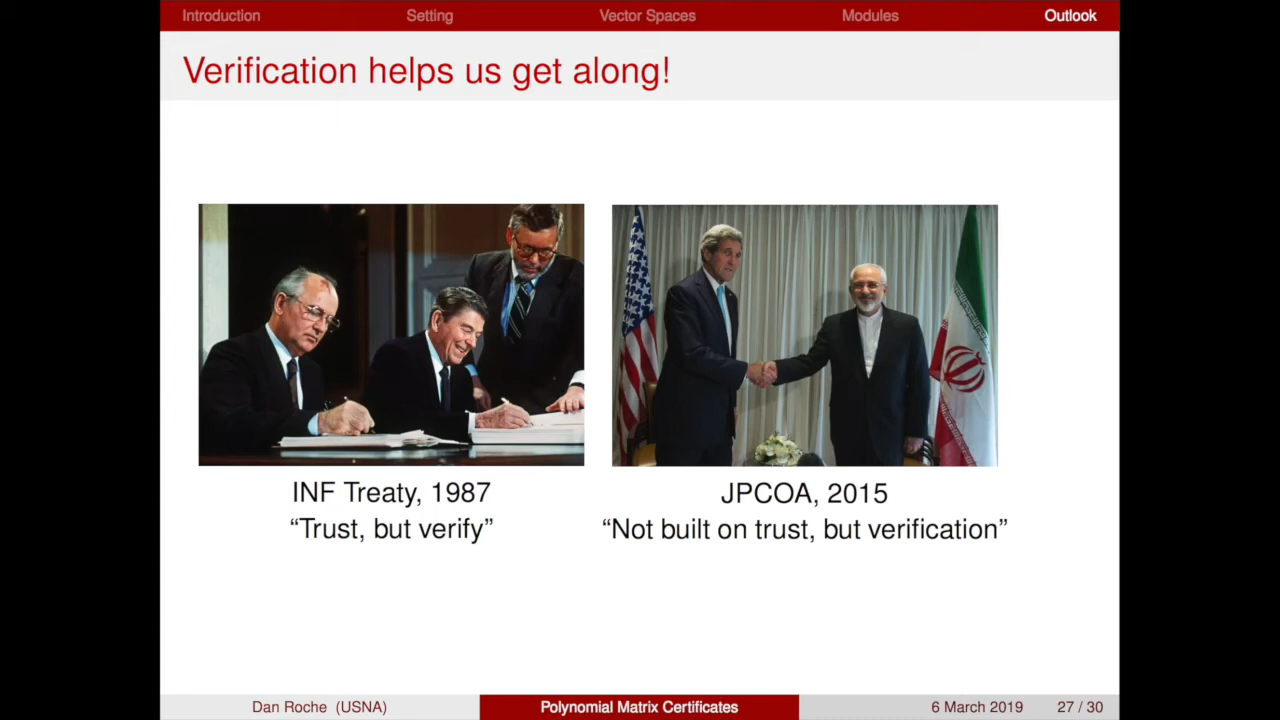 Introduction Setting Vector Spaces Modules Outlook
Verification helps us get along!
INF Treaty, 1987
“Trust, but verify”
JPCOA, 2015
“Not built on trust, but verification”
Dan Roche (USNA) Polynomial Matrix Certificates 6 March 2019 27 / 30